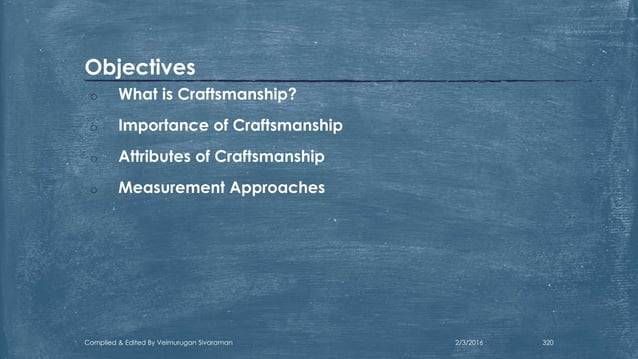 Objectives
o What is Craftsmanship?
o Importance of Craftsmanship
o Attributes of Craftsmanship
o Measurement Approaches
Complied & Edited By Velmurugan Sivaraman 2/3/2016 320